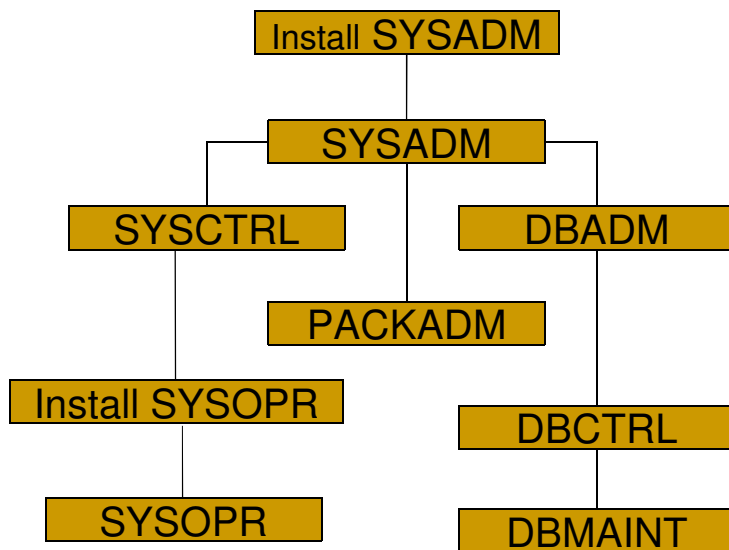 Install SYSADM
SYSADM
SYSCTRL
DBADM
PACKADM
Install SYSOPR
DBCTRL
SYSOPR
DBMAINT